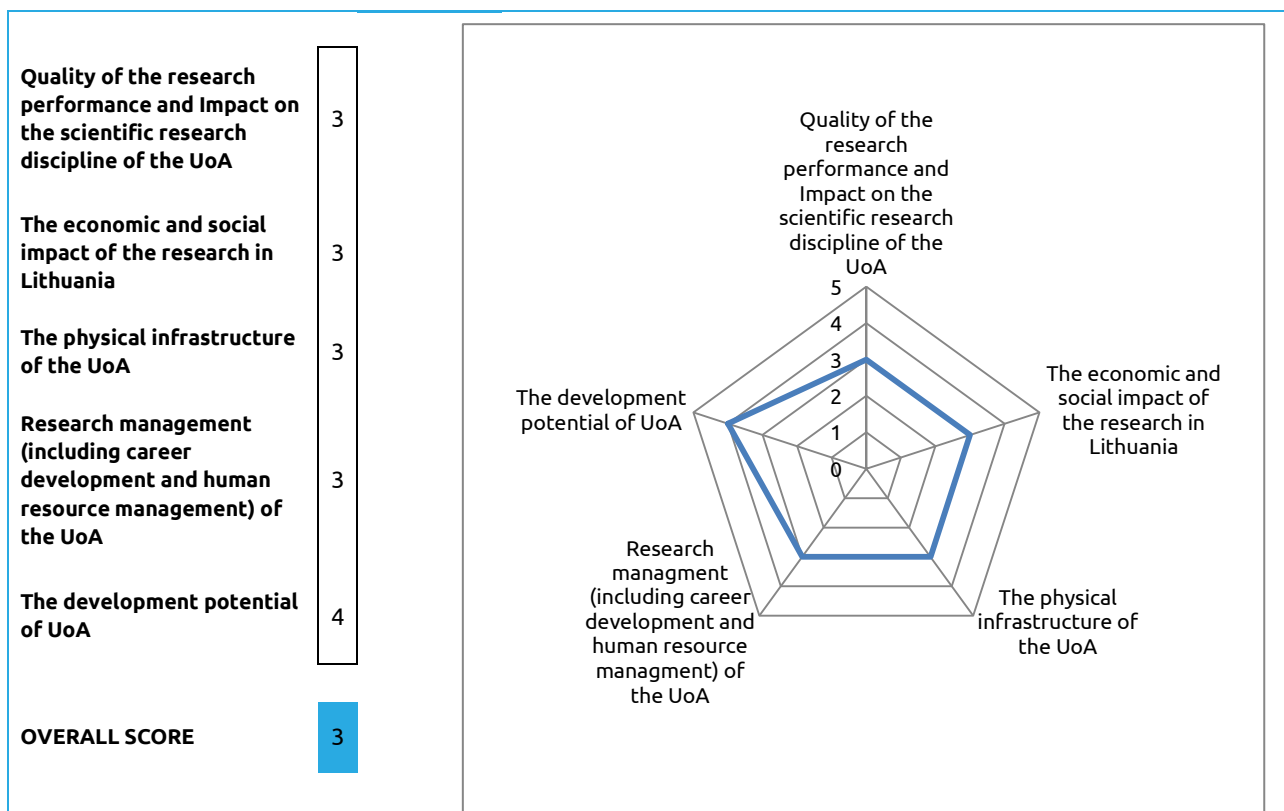 Quality of the research
performance and Impact on
the scientific research
discipline of the UoA
3
The economic and social
impact of the research in
Lithuania
3
The physical infrastructure
of the UoA
3
Research management
(including career
development and human
resource management) of
the UoA
3
The development potential
of UoA
4
OVERALL SCORE
3
Quality of the
research
performance and
Impact on the
scientific research
discipline of the
UoA
5
4
3
2
1
0
The economic and
social impact of
the research in
Lithuania
The physical
infrastructure of
the UoA
Research
managment
(including career
development and
human resource
managment) of
the UoA
The development
potential of UoA